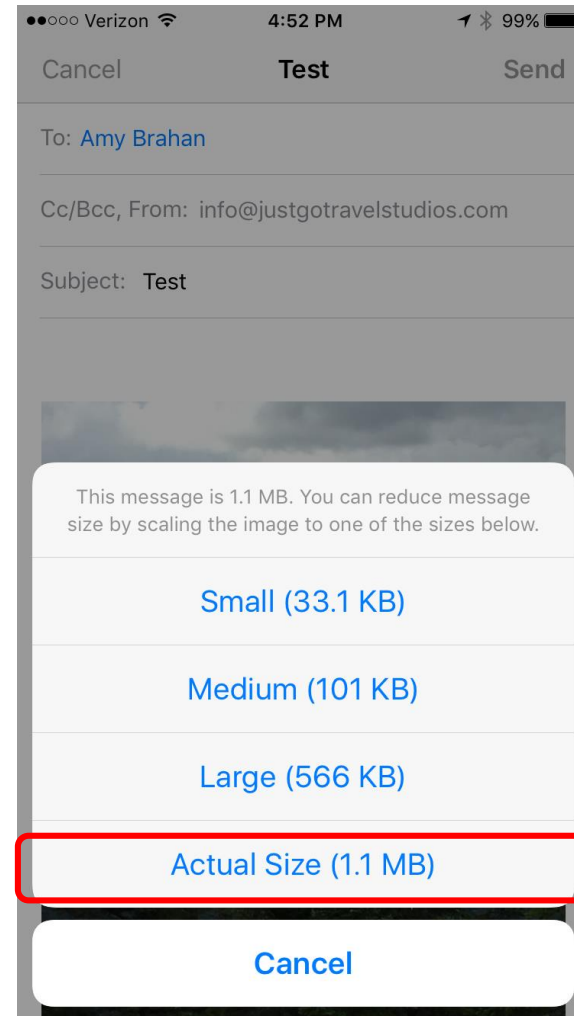 Verizon 4:52 PM 99%
Cancel Test Send
To: Amy Brahan
Cc/Bcc, From: info@justgotravelstudios.com
Subject: Test
This message is 1.1 MB. You can reduce message
size by scaling the image to one of the sizes below.
Small (33.1 KB)
Medium (101 KB)
Large (566 KB)
Actual Size (1.1 MB)
Cancel